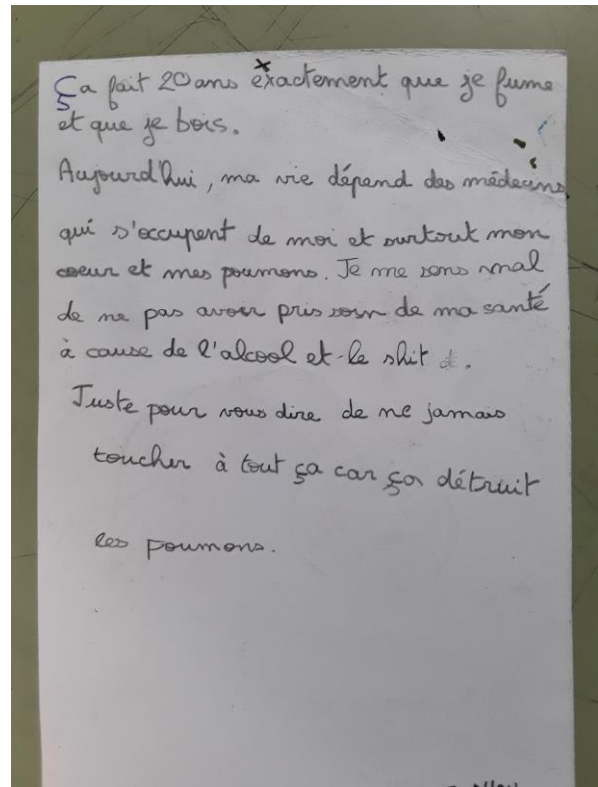 Ça fait 20 ans exactement que je fume
et que je bois.
Aujourd'hui, ma vie dépend des médecins
qui s'occupent de moi et surtout mon
coeur et mes poumons. Je me sens mal
de ne pas avoir pris soin de ma santé
à cause de l'alcool et le shit.
Juste pour vous dire de ne jamais
toucher à tout ça car ça détruit
les poumons.